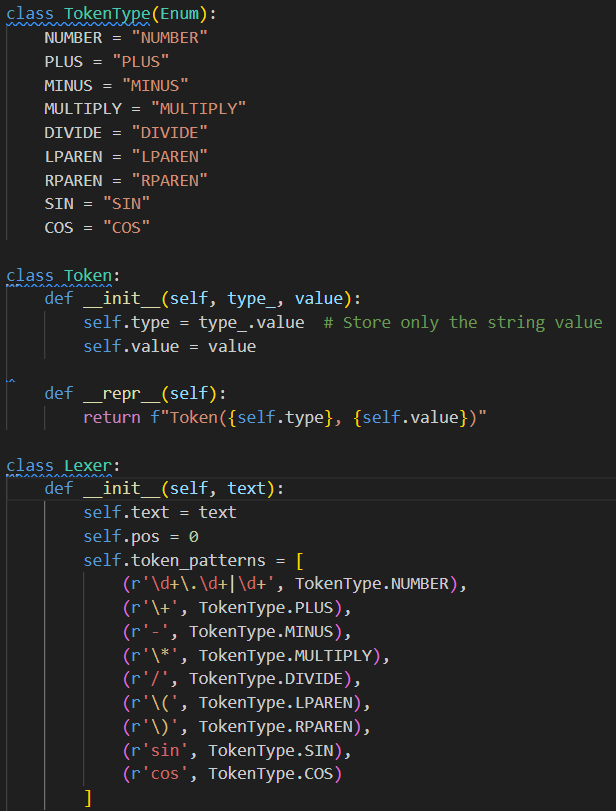 class TokenType(Enum):
    NUMBER = "NUMBER"
    PLUS = "PLUS"
    MINUS = "MINUS"
    MULTIPLY = "MULTIPLY"
    DIVIDE = "DIVIDE"
    LPAREN = "LPAREN"
    RPAREN = "RPAREN"
    SIN = "SIN"
    COS = "COS"

class Token:
    def __init__(self, type_, value):
        self.type = type_.value  # Store only the string value
        self.value = value

    def __repr__(self):
        return f"Token({self.type}, {self.value})"

class Lexer:
    def __init__(self, text):
        self.text = text
        self.pos = 0
        self.token_patterns = [
            (r'\d+\.\d+|\d+', TokenType.NUMBER),
            (r'\+', TokenType.PLUS),
            (r'-', TokenType.MINUS),
            (r'\*', TokenType.MULTIPLY),
            (r'/', TokenType.DIVIDE),
            (r'\(', TokenType.LPAREN),
            (r'\)', TokenType.RPAREN),
            (r'sin', TokenType.SIN),
            (r'cos', TokenType.COS)
        ]